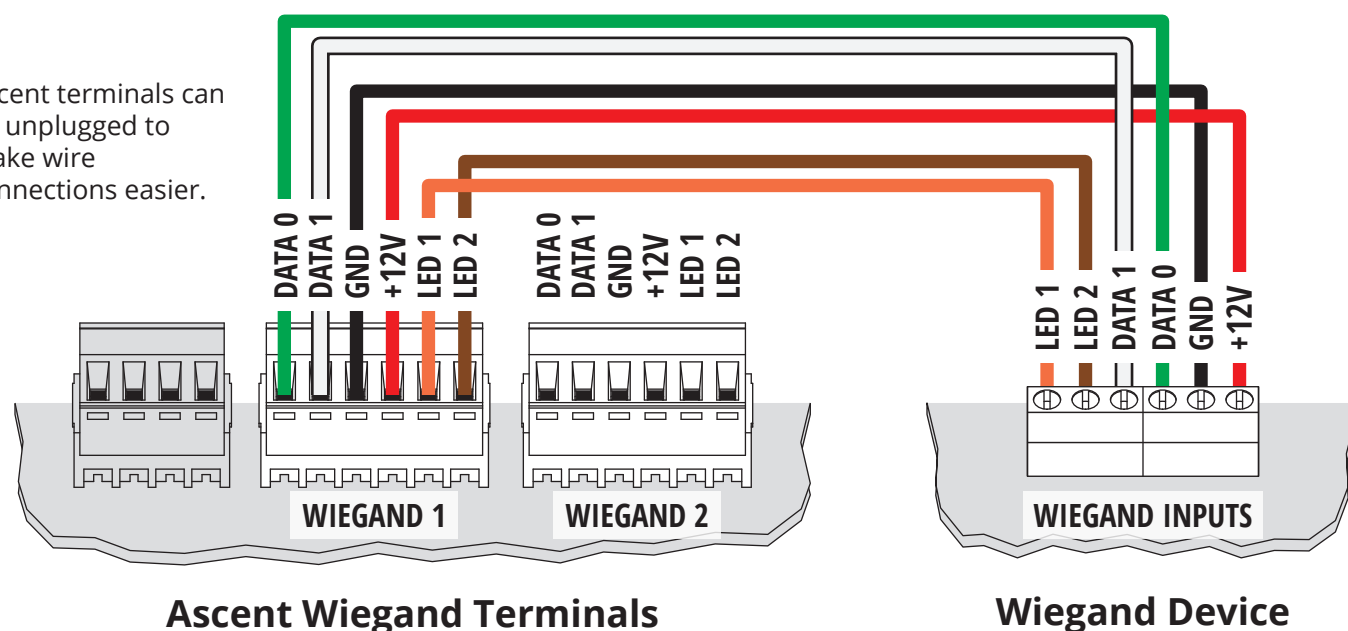 cent terminals can
unplugged to
ake wire
nnections easier.
DATA 0
DATA 1
GND
+12V
LED 1
LED 2
DATA 0
DATA 1
GND
+12V
LED 1
LED 2
LED 1
LED 2
DATA 1
DATA 0
GND
+12V
WIEGAND 1
WIEGAND 2
WIEGAND INPUTS
Ascent Wiegand Terminals
Wiegand Device